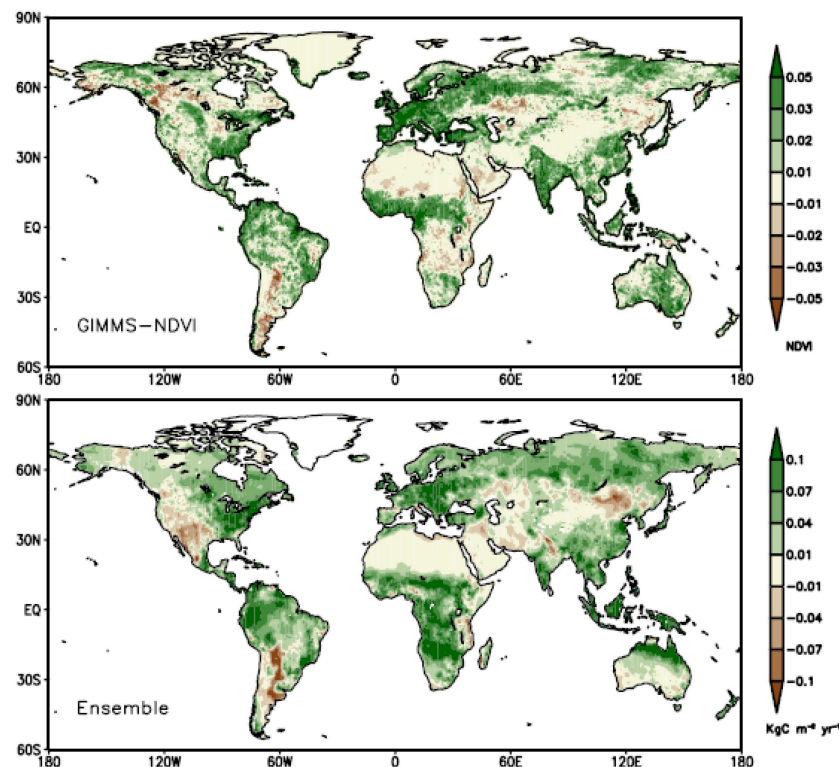 90N
60N
30N
EQ
30S
60S
GIMMS-NDVI
180 120W 60W 0 60E 120E 180
0.05
0.03
0.02
0.01
-0.01
-0.02
-0.03
-0.05
NDVI
90N
60N
30N
EQ
30S
60S
Ensemble
180 120W 60W 0 60E 120E 180
0.1
0.07
0.04
0.01
-0.01
-0.04
-0.07
-0.1
KgC m⁻² yr⁻¹